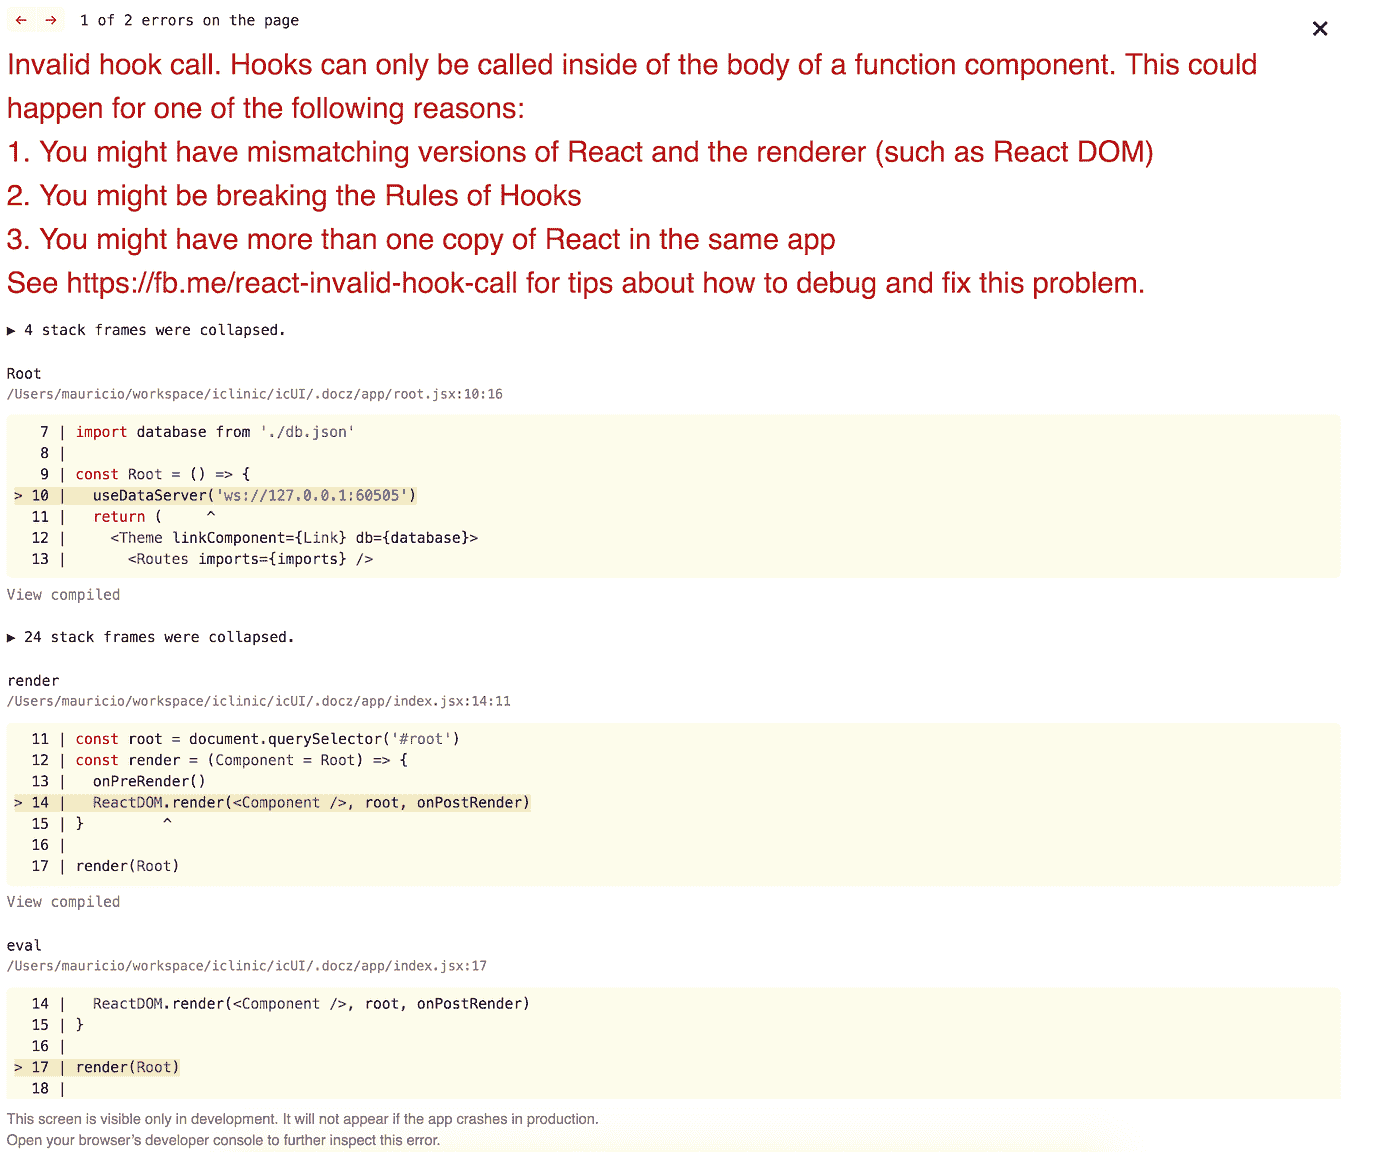 ← → 1 of 2 errors on the page
×
Invalid hook call. Hooks can only be called inside of the body of a function component. This could
happen for one of the following reasons:
1. You might have mismatching versions of React and the renderer (such as React DOM)
2. You might be breaking the Rules of Hooks
3. You might have more than one copy of React in the same app
See https://fb.me/react-invalid-hook-call for tips about how to debug and fix this problem.
▶ 4 stack frames were collapsed.
Root
/Users/mauricio/workspace/iclinic/icUI/.docz/app/root.jsx:10:16
7 | import database from './db.json'
8 |
9 | const Root = () => {
> 10 |   useDataServer('ws://127.0.0.1:60505')
11 |   return (     ^
12 |     <Theme linkComponent={Link} db={database}>
13 |       <Routes imports={imports} />
View compiled
▶ 24 stack frames were collapsed.
render
/Users/mauricio/workspace/iclinic/icUI/.docz/app/index.jsx:14:11
11 | const root = document.querySelector('#root')
12 | const render = (Component = Root) => {
13 |   onPreRender()
> 14 |   ReactDOM.render(<Component />, root, onPostRender)
15 | }         ^
16 |
17 | render(Root)
View compiled
eval
/Users/mauricio/workspace/iclinic/icUI/.docz/app/index.jsx:17
14 |   ReactDOM.render(<Component />, root, onPostRender)
15 | }
16 |
> 17 | render(Root)
18 |
This screen is visible only in development. It will not appear if the app crashes in production.
Open your browser’s developer console to further inspect this error.